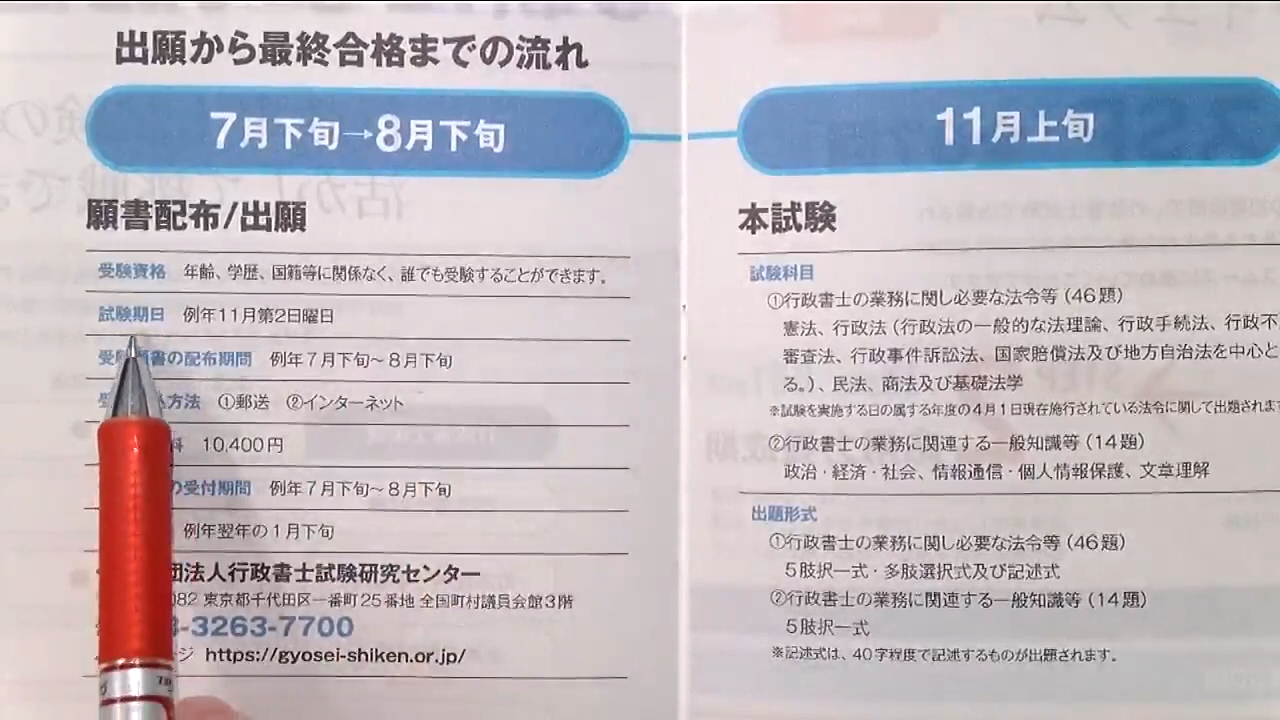 出願から最終合格までの流れ
7月下旬→8月下旬
願書配布/出願
受験資格 年齢、学歴、国籍等に関係なく、誰でも受験することができます。
試験期日 例年11月第2日曜日
受験願書の配布期間 例年7月下旬～8月下旬
方法 ①郵送 ②インターネット
料 10,400円
の受付期間 例年7月下旬～8月下旬
例年翌年の1月下旬
団法人行政書士試験研究センター
082 東京都千代田区一番町25番地 全国町村議員会館3階
-3263-7700
ジ https://gyosei-shiken.or.jp/
11月上旬
本試験
試験科目
①行政書士の業務に関し必要な法令等（46題）
憲法、行政法（行政法の一般的な法理論、行政手続法、行政不
審査法、行政事件訴訟法、国家賠償法及び地方自治法を中心と
る。）、民法、商法及び基礎法学
※試験を実施する日の属する年度の4月1日現在施行されている法令に関して出題されます
②行政書士の業務に関連する一般知識等（14題）
政治・経済・社会、情報通信・個人情報保護、文章理解
出題形式
①行政書士の業務に関し必要な法令等（46題）
5肢択一式・多肢選択式及び記述式
②行政書士の業務に関連する一般知識等（14題）
5肢択一式
※記述式は、40字程度で記述するものが出題されます。